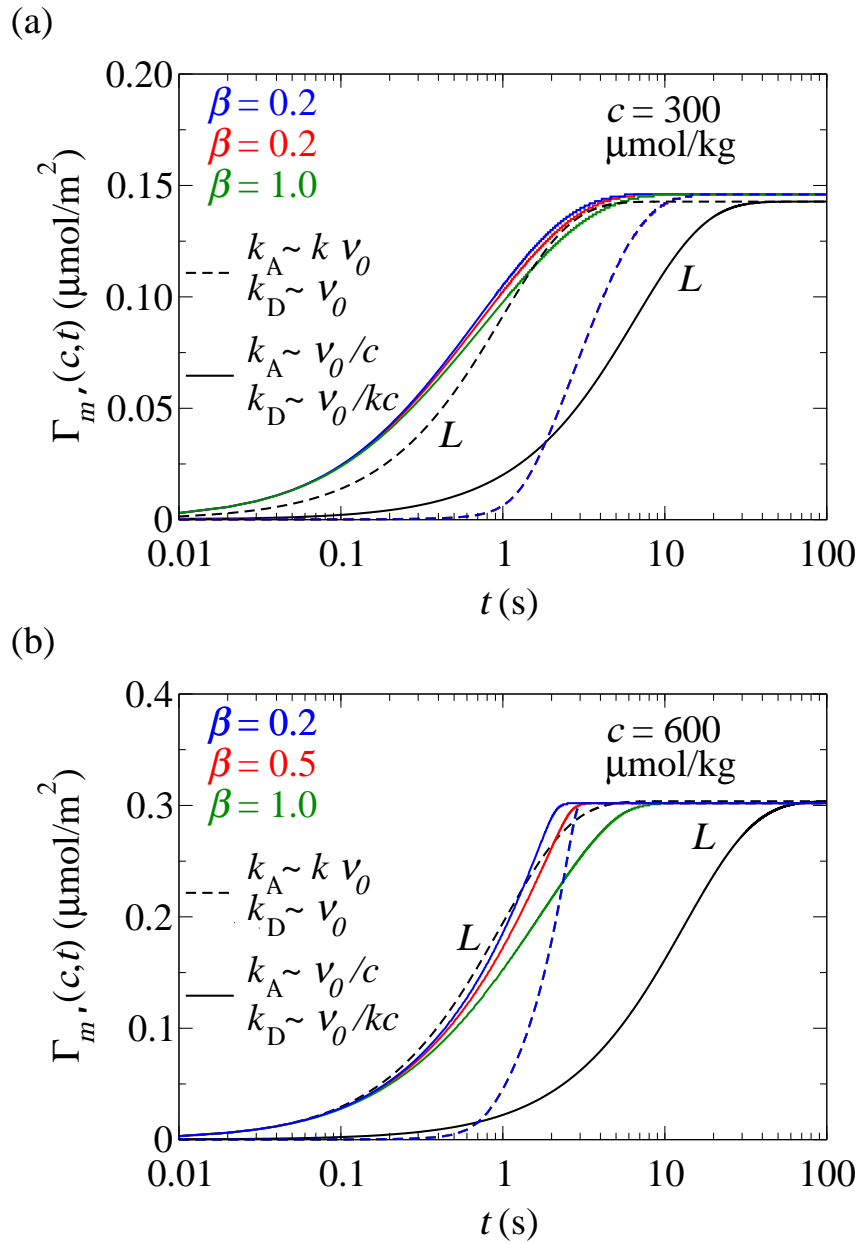 (a)
0.20
0.15
0.10
0.05
0
β = 0.2
β = 0.2
β = 1.0
c = 300
μmol/kg
k_A ~ k ν_0
k_D ~ ν_0
k_A ~ ν_0/c
k_D ~ ν_0/kc
L
L
Γ_m'(c,t) (μmol/m^2)
0.01
0.1
1
10
100
t (s)
(b)
0.4
0.3
0.2
0.1
0
β = 0.2
β = 0.5
β = 1.0
c = 600
μmol/kg
k_A ~ k ν_0
k_D ~ ν_0
k_A ~ ν_0/c
k_D ~ ν_0/kc
L
L
Γ_m'(c,t) (μmol/m^2)
0.01
0.1
1
10
100
t (s)